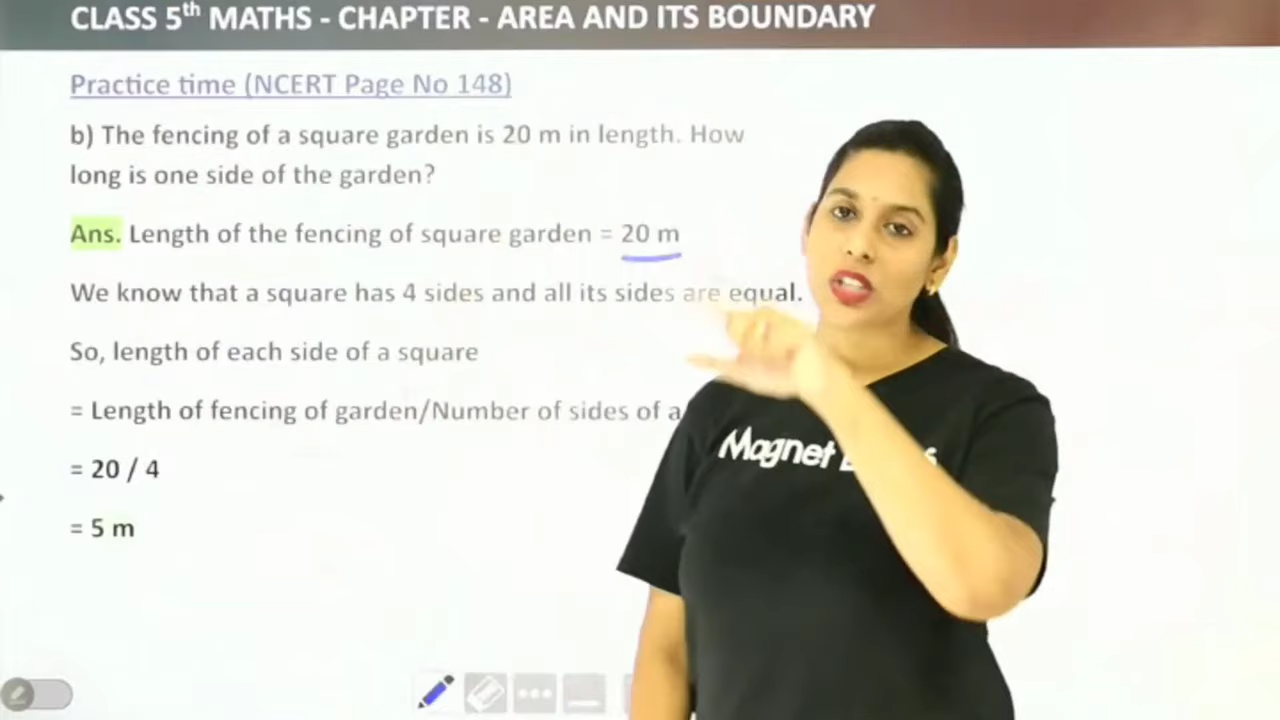 CLASS 5th MATHS - CHAPTER - AREA AND ITS BOUNDARY
Practice time (NCERT Page No 148)
b) The fencing of a square garden is 20 m in length. How
long is one side of the garden?
Ans. Length of the fencing of square garden = 20 m
We know that a square has 4 sides and all its sides are equal.
So, length of each side of a square
= Length of fencing of garden/Number of sides of a
= 20 / 4
= 5 m
Magnet